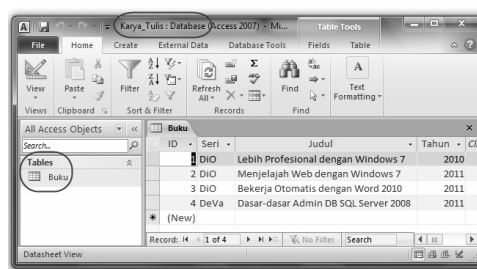 Karya_Tulis : Database (Access 2007) - Mi...
Table Tools
File Home Create External Data Database Tools Fields Table
View Paste Filter Refresh All Find Text Formatting
Views Clipboard Sort & Filter Records Find
All Access Objects
Search...
Tables
Buku
Buku
ID Seri Judul Tahun
1 DiO Lebih Profesional dengan Windows 7 2010
2 DiO Menjelajah Web dengan Windows 7 2011
3 DiO Bekerja Otomatis dengan Word 2010 2011
4 DeVa Dasar-dasar Admin DB SQL Server 2008 2011
* (New)
Record: 1 of 4 No Filter Search
Datasheet View